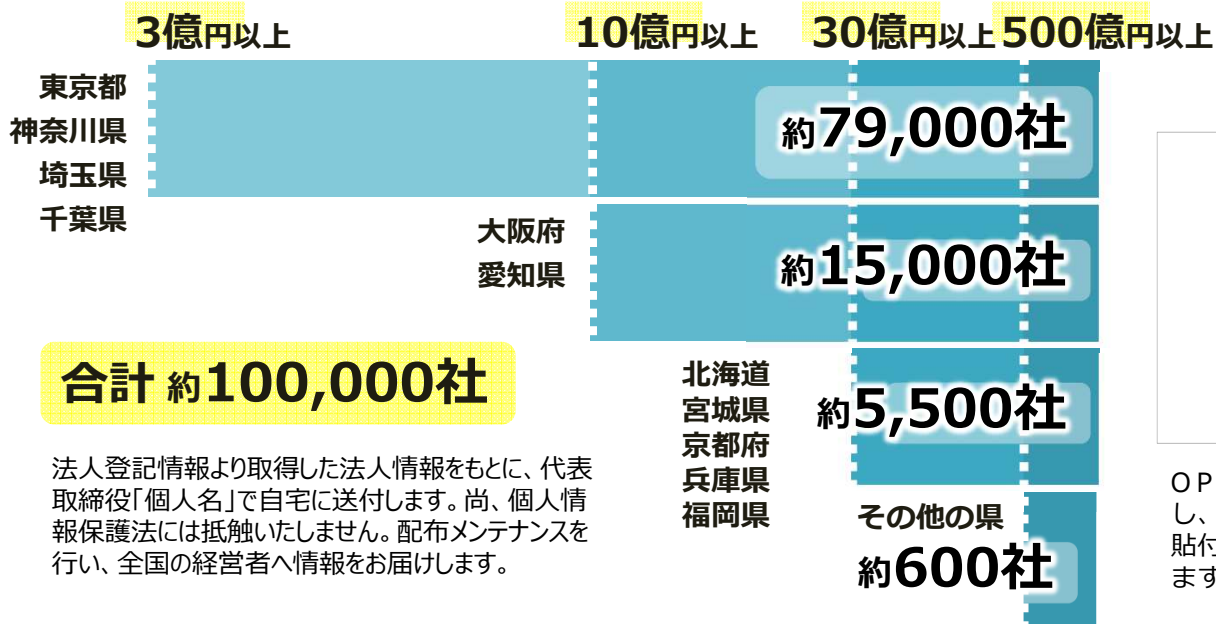 3億円以上
10億円以上
30億円以上
500億円以上
東京都
神奈川県
埼玉県
千葉県
約79,000社
大阪府
愛知県
約15,000社
合計 約100,000社
北海道
宮城県
京都府
兵庫県
福岡県
約5,500社
その他の県
約600社
法人登記情報より取得した法人情報をもとに、代表
取締役「個人名」で自宅に送付します。尚、個人情
報保護法には抵触いたしません。配布メンテナンスを
行い、全国の経営者へ情報をお届けします。
OP
し、
貼付
ます